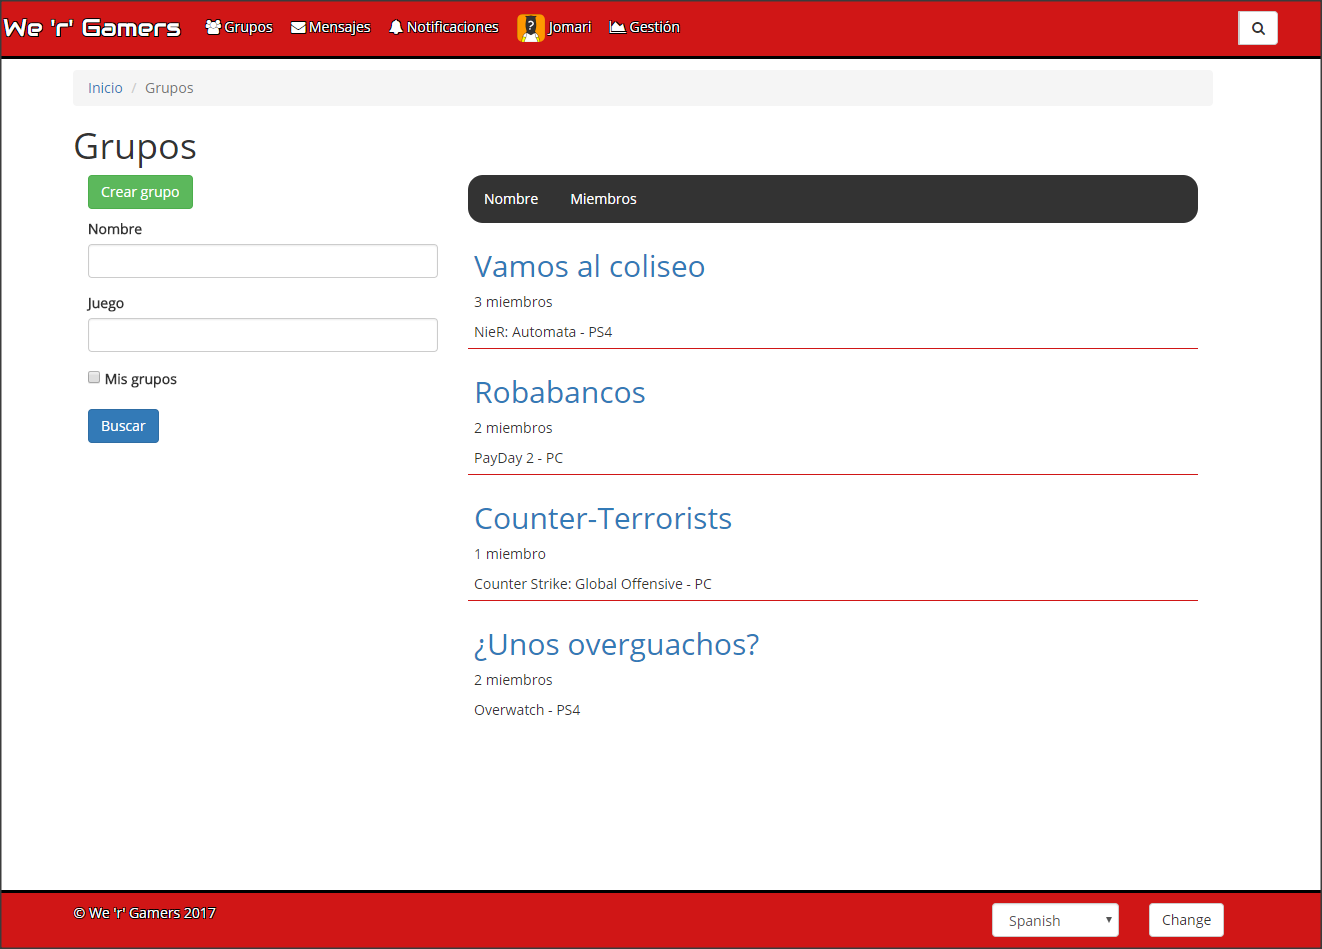 We 'r' Gamers Grupos Mensajes Notificaciones ? Jomari Gestión
Inicio / Grupos
Grupos
Crear grupo
Nombre
Juego
Mis grupos
Buscar
Nombre Miembros
Vamos al coliseo
3 miembros
NieR: Automata - PS4
Robabancos
2 miembros
PayDay 2 - PC
Counter-Terrorists
1 miembro
Counter Strike: Global Offensive - PC
¿Unos overguachos?
2 miembros
Overwatch - PS4
© We 'r' Gamers 2017 Spanish Change